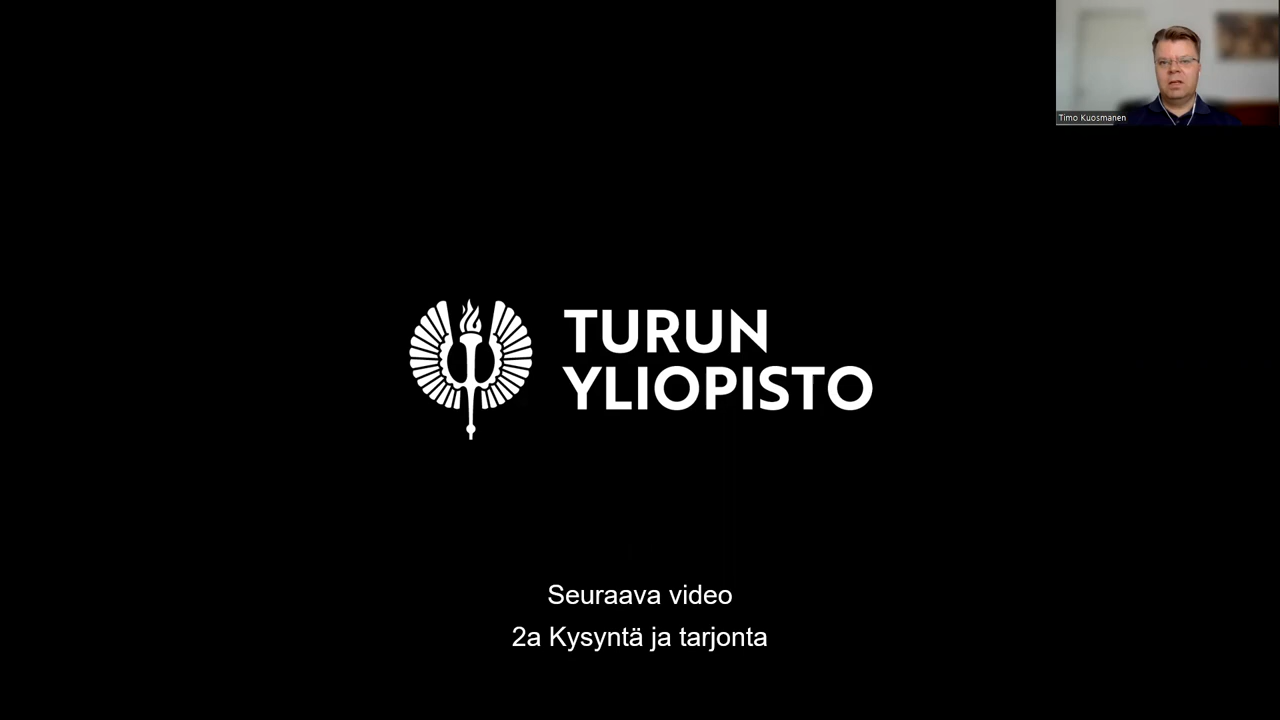 Timo Kuosmanen
TURUN
YLIOPISTO
Seuraava video
2a Kysyntä ja tarjonta